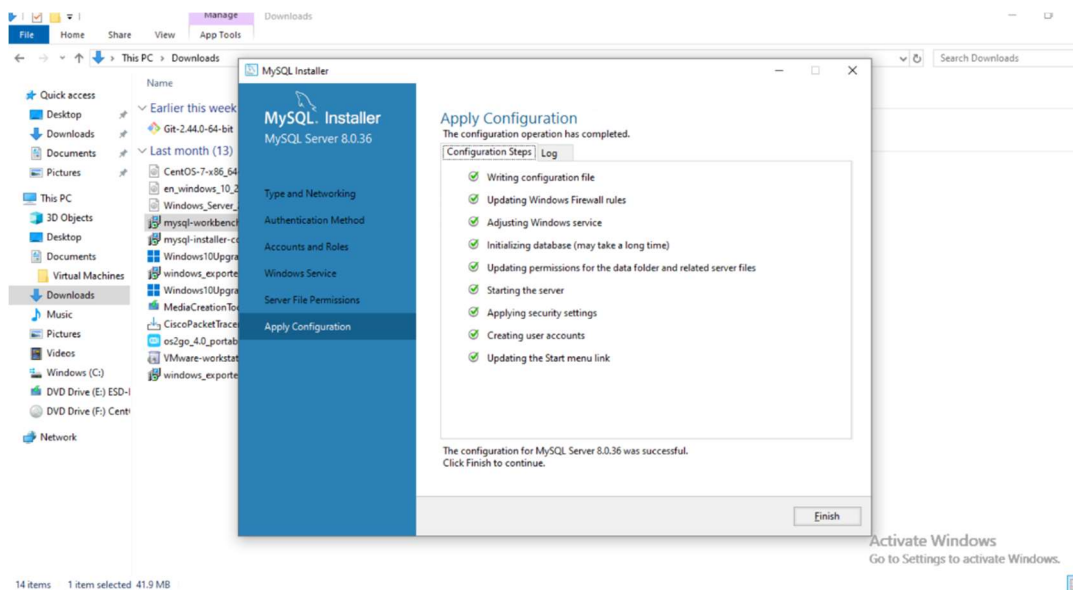 Manage
Downloads
File
Home
Share
View
App Tools
This PC
Downloads
Search Downloads
Quick access
Desktop
Downloads
Documents
Pictures
This PC
3D Objects
Desktop
Documents
Virtual Machines
Downloads
Music
Pictures
Videos
Windows (C:)
DVD Drive (E:) ESD-I
DVD Drive (F:) Cent
Network
Name
Earlier this week
Git-2.44.0-64-bit
Last month (13)
CentOS-7-x86_64
en_windows_10_2
Windows_Server_
mysql-workbench
mysql-installer-co
Windows10Upgra
windows_exporte
Windows10Upgra
MediaCreationToo
CiscoPacketTracer
os2go_4.0_portab
VMware-workstat
windows_exporte
MySQL Installer
MySQL. Installer
MySQL Server 8.0.36
Type and Networking
Authentication Method
Accounts and Roles
Windows Service
Server File Permissions
Apply Configuration
Apply Configuration
The configuration operation has completed.
Configuration Steps
Log
Writing configuration file
Updating Windows Firewall rules
Adjusting Windows service
Initializing database (may take a long time)
Updating permissions for the data folder and related server files
Starting the server
Applying security settings
Creating user accounts
Updating the Start menu link
The configuration for MySQL Server 8.0.36 was successful.
Click Finish to continue.
Finish
Activate Windows
Go to Settings to activate Windows.
14 items
1 item selected
41.9 MB